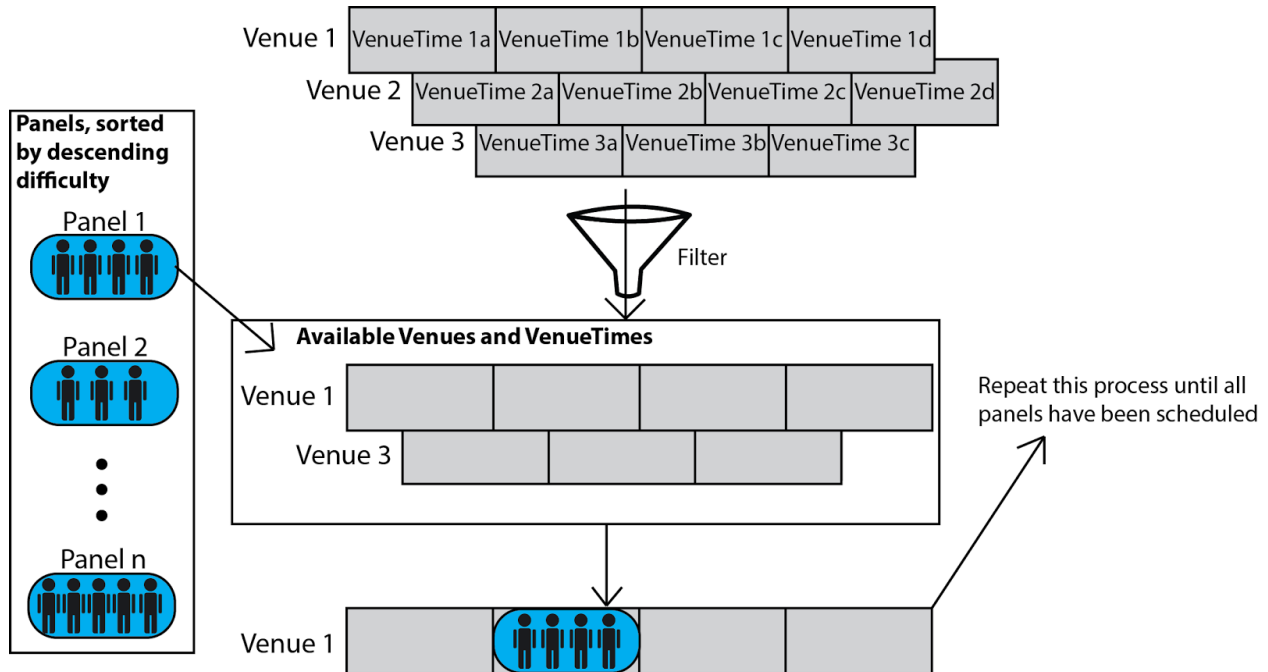 Venue 1
VenueTime 1a
VenueTime 1b
VenueTime 1c
VenueTime 1d
Venue 2
VenueTime 2a
VenueTime 2b
VenueTime 2c
VenueTime 2d
Venue 3
VenueTime 3a
VenueTime 3b
VenueTime 3c
Panels, sorted
by descending
difficulty
Panel 1
Panel 2
Panel n
Filter
Available Venues and VenueTimes
Venue 1
Venue 3
Repeat this process until all
panels have been scheduled
Venue 1